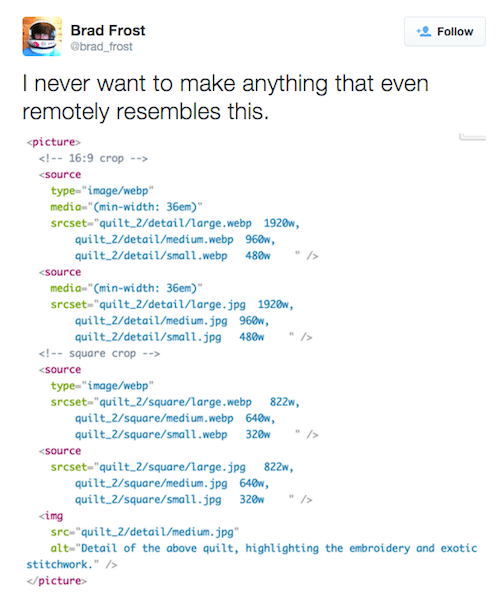 Brad Frost
@brad_frost
Follow
I never want to make anything that even
remotely resembles this.
<picture>
<!-- 16:9 crop -->
<source
type="image/webp"
media="(min-width: 36em)"
srcset="quilt_2/detail/large.webp 1920w,
quilt_2/detail/medium.webp 960w,
quilt_2/detail/small.webp 480w " />
<source
media="(min-width: 36em)"
srcset="quilt_2/detail/large.jpg 1920w,
quilt_2/detail/medium.jpg 960w,
quilt_2/detail/small.jpg 480w " />
<!-- square crop -->
<source
type="image/webp"
srcset="quilt_2/square/large.webp 822w,
quilt_2/square/medium.webp 640w,
quilt_2/square/small.webp 320w " />
<source
srcset="quilt_2/square/large.jpg 822w,
quilt_2/square/medium.jpg 640w,
quilt_2/square/small.jpg 320w " />
<img
src="quilt_2/detail/medium.jpg"
alt="Detail of the above quilt, highlighting the embroidery and exotic
stitchwork." />
</picture>